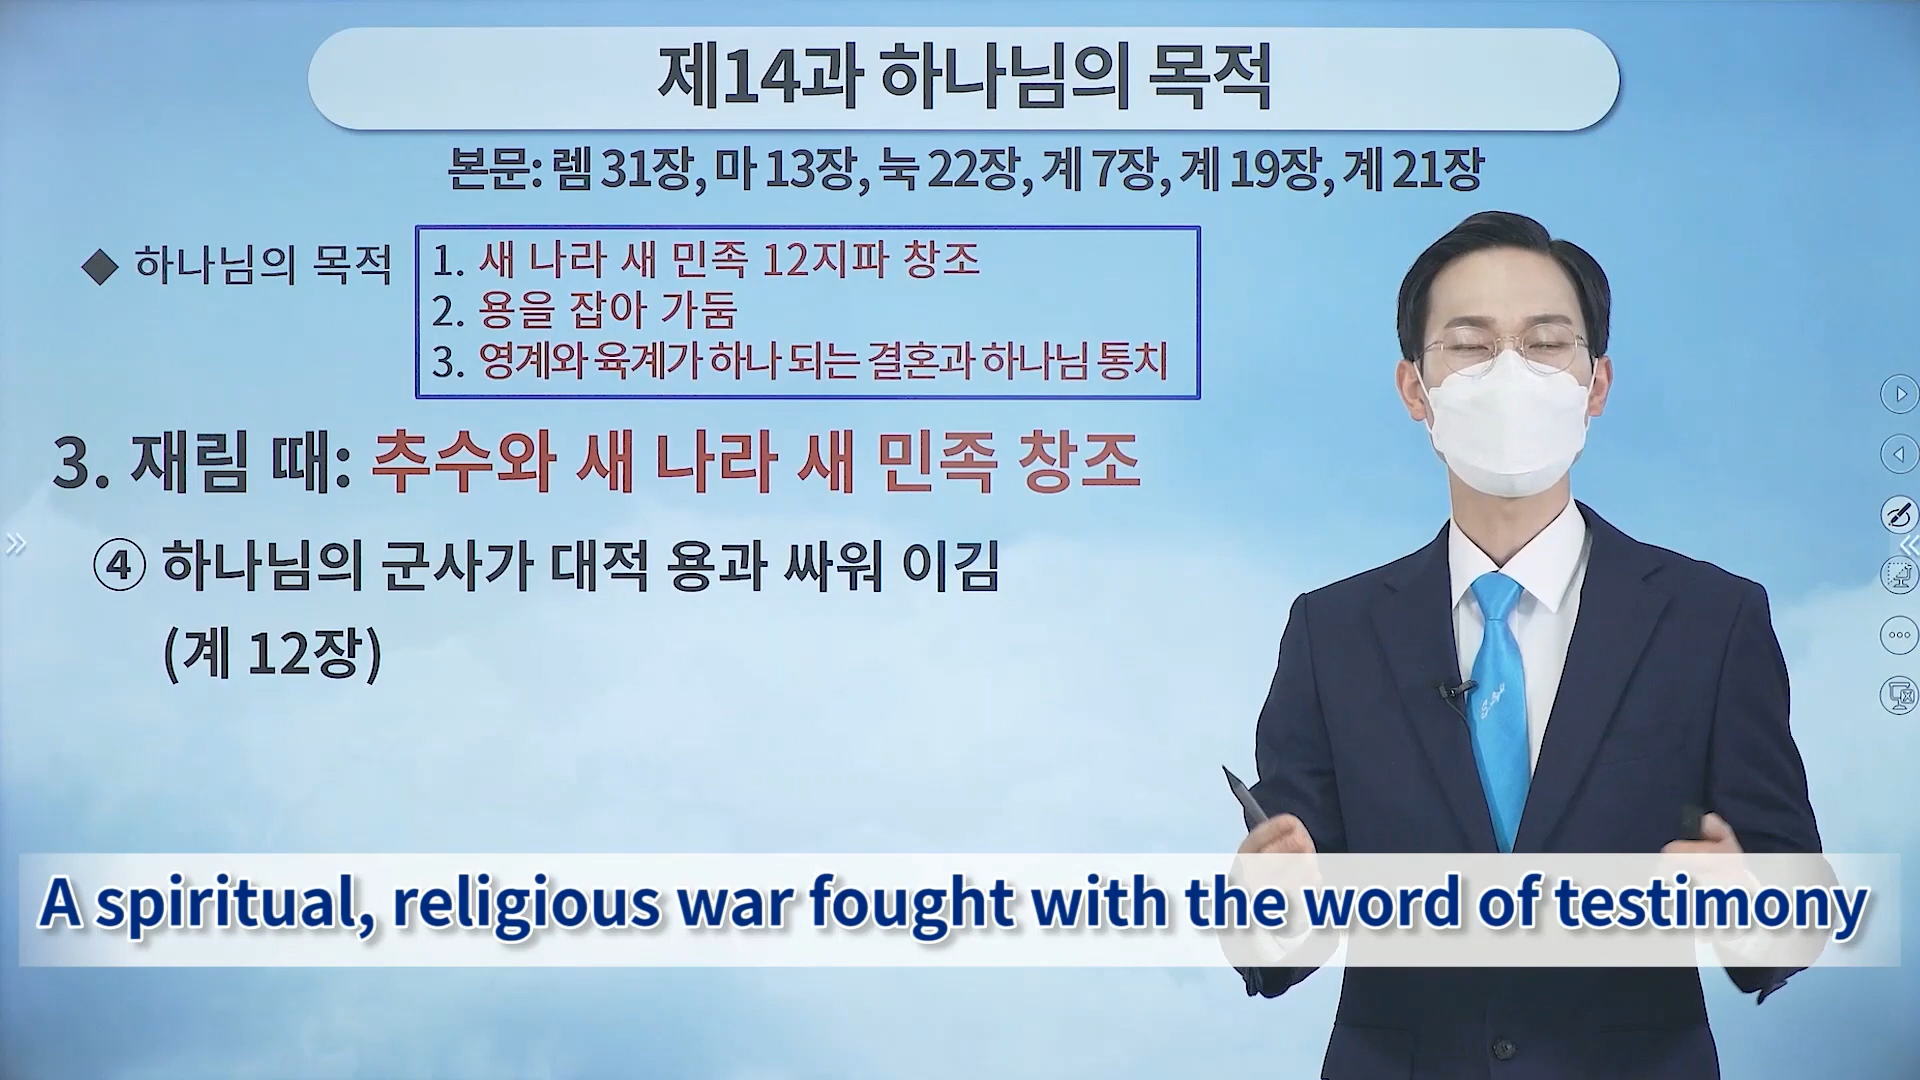 제14과 하나님의 목적
본문: 렘 31장, 마 13장, 눅 22장, 계 7장, 계 19장, 계 21장
◆ 하나님의 목적
1. 새 나라 새 민족 12지파 창조
2. 용을 잡아 가둠
3. 영계와 육계가 하나 되는 결혼과 하나님 통치
3. 재림 때: 추수와 새 나라 새 민족 창조
④ 하나님의 군사가 대적 용과 싸워 이김
(계 12장)
A spiritual, religious war fought with the word of testimony